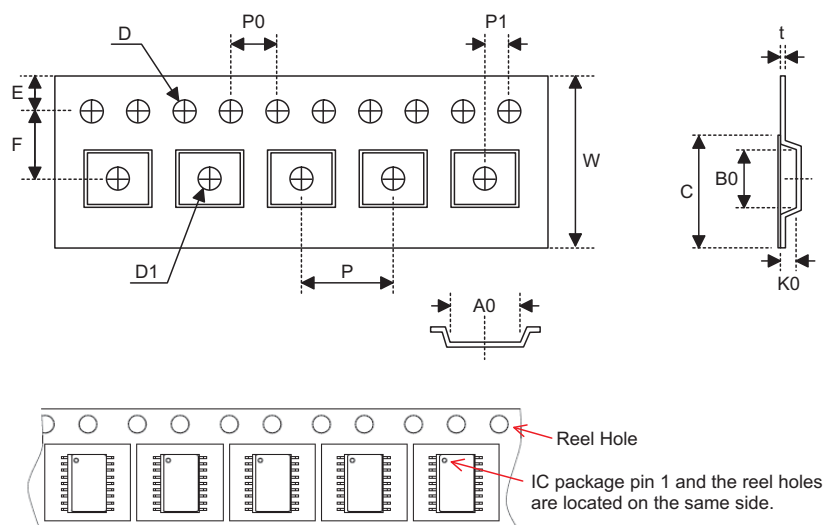 D
P0
P1
t
E
F
W
C
B0
D1
P
K0
A0
Reel Hole
IC package pin 1 and the reel holes
are located on the same side.